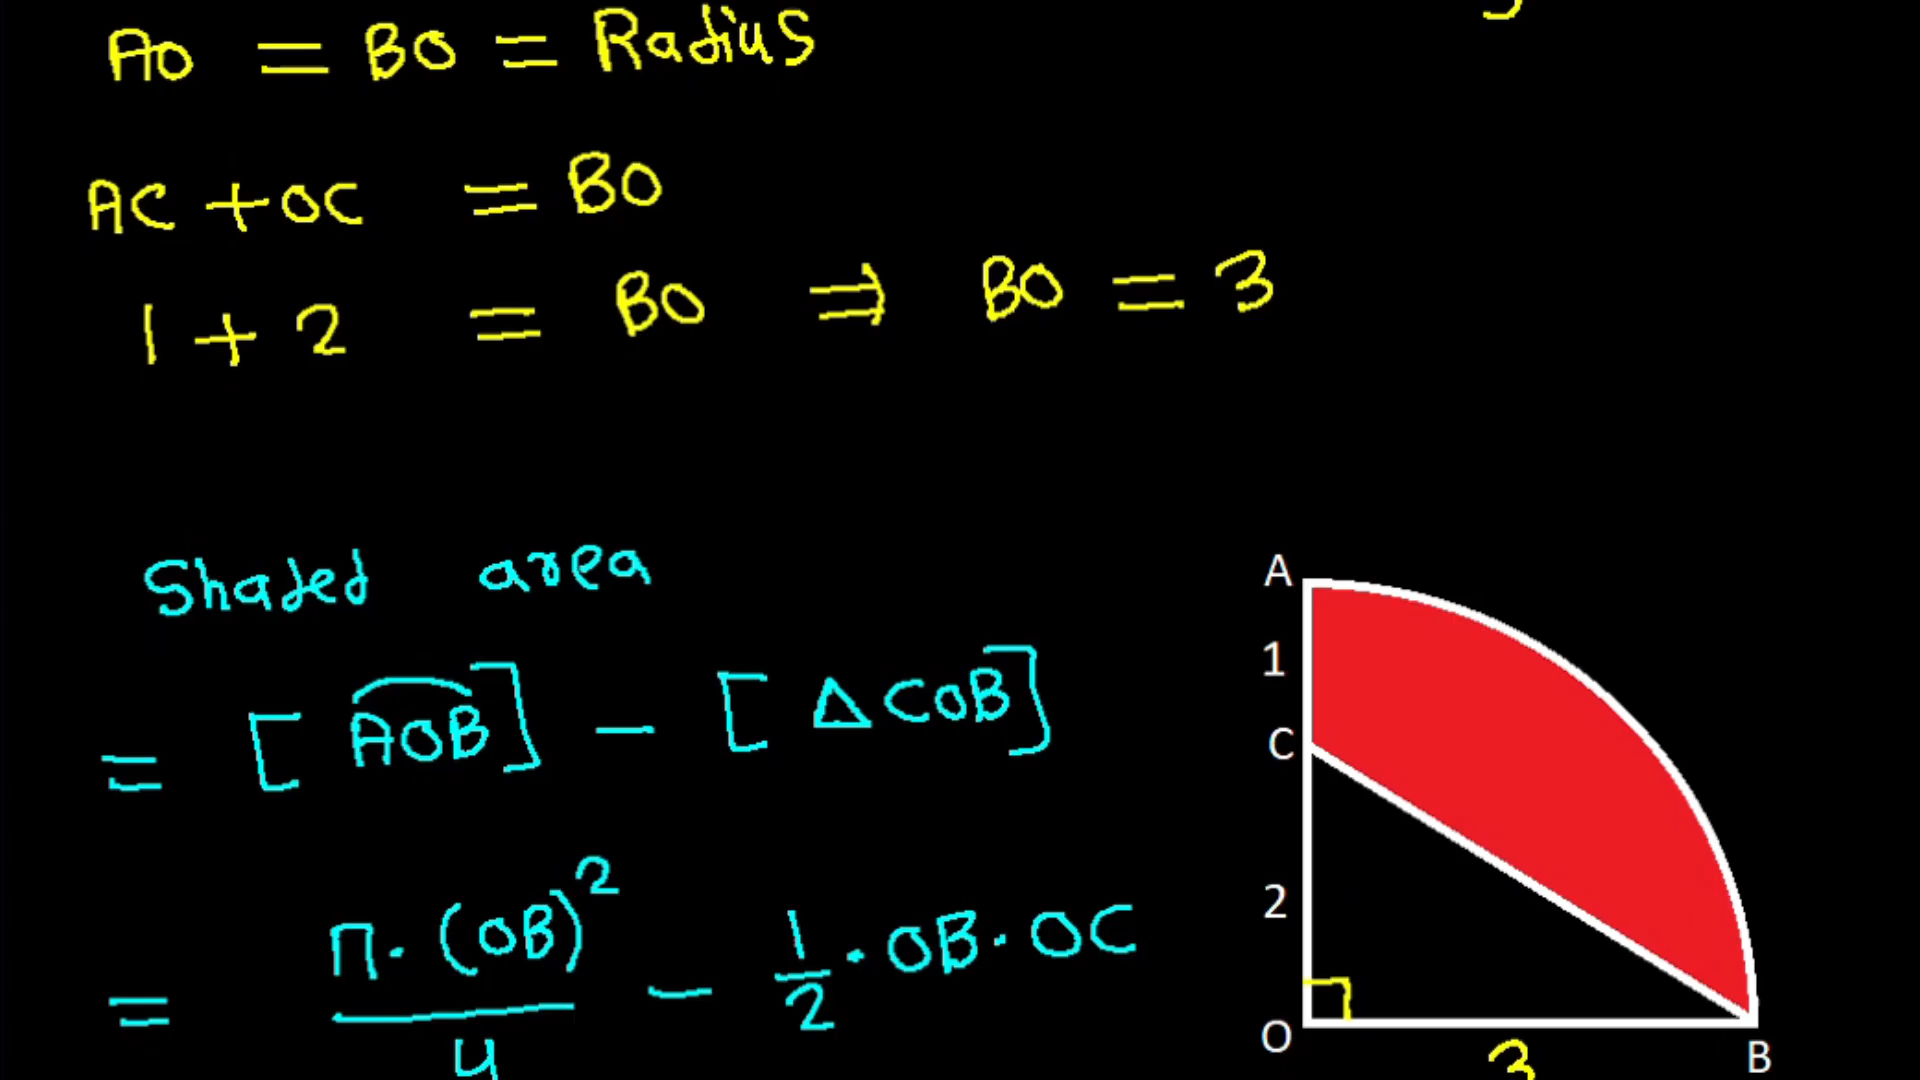 AO = BO = Radius
AC + OC = BO
1 + 2 = BO ⇒ BO = 3
Shaded area
= [AOB] - [ΔCOB]
= π·(OB)²/4 - 1/2·OB·OC
A
1
C
2
O
3
B